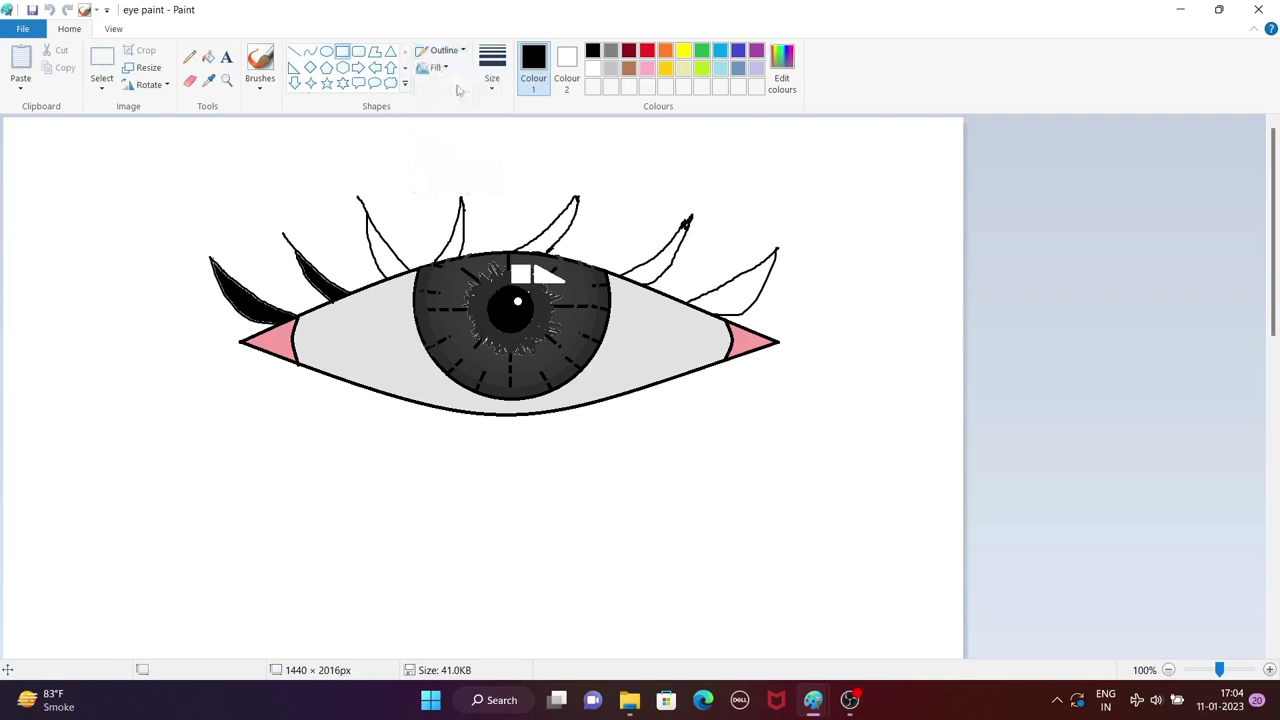 eye paint - Paint
File
Home
View
Paste
Cut
Copy
Clipboard
Select
Crop
Resize
Rotate
Image
A
Tools
Brushes
Outline
Fill
Shapes
Size
Colour
1
Colour
2
Edit
colours
Colours
1440 × 2016px
Size: 41.0KB
100%
83°F
Smoke
Search
DELL
ENG
IN
17:04
11-01-2023
20